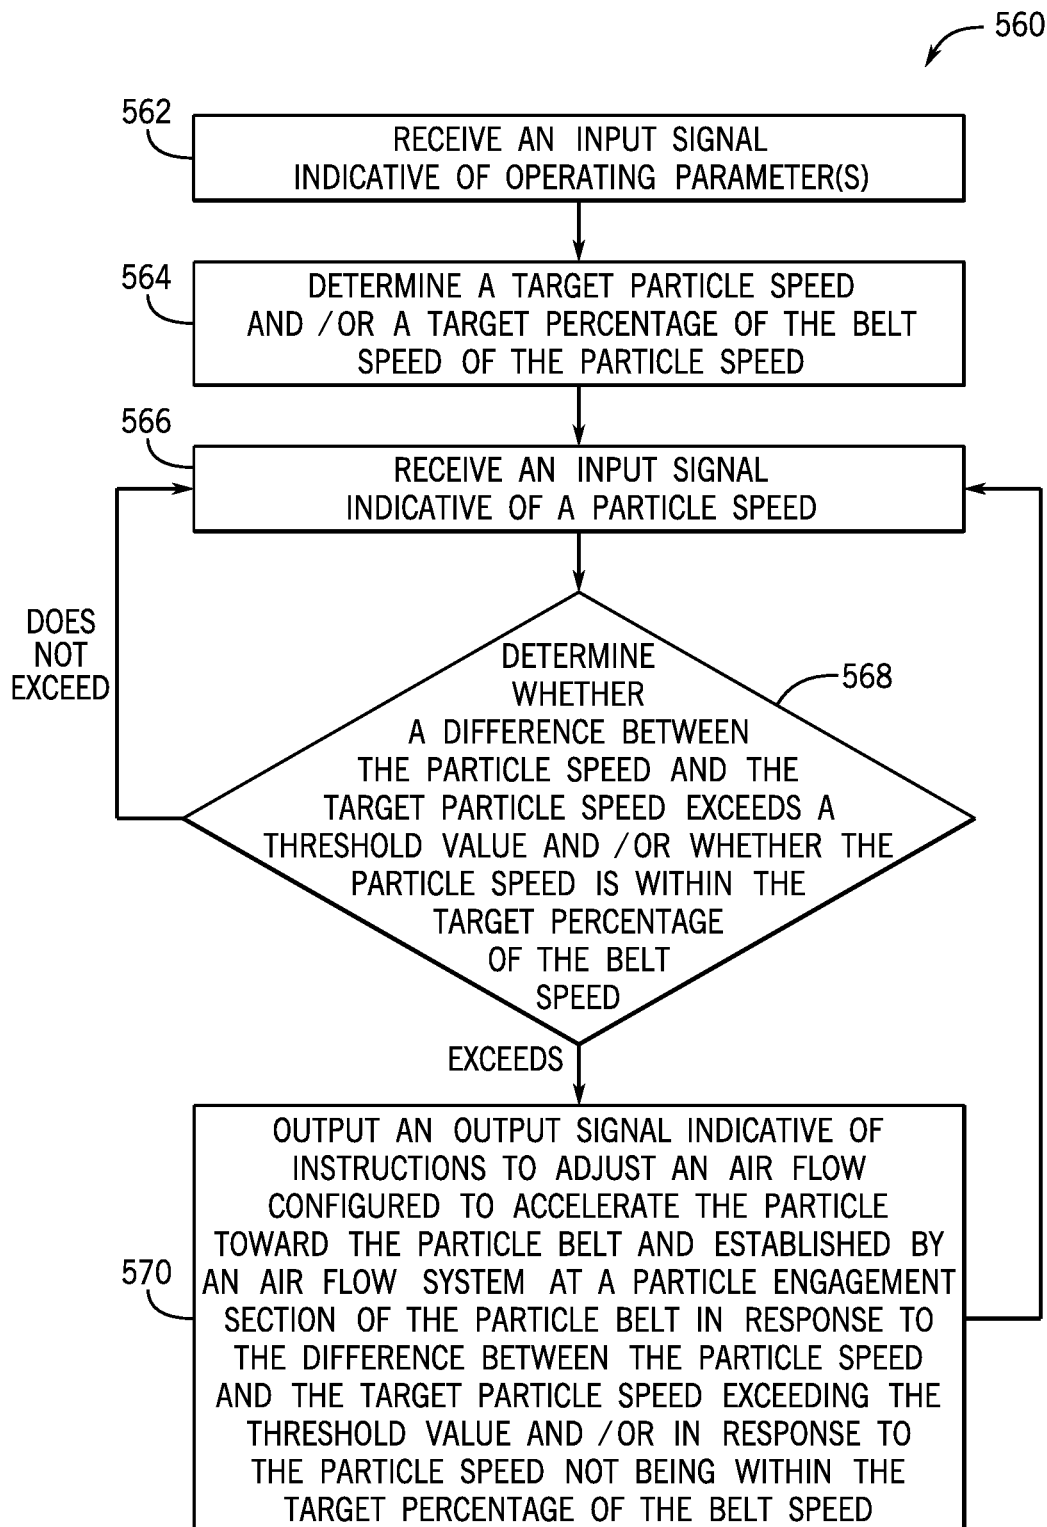 560
562
RECEIVE AN INPUT SIGNAL
INDICATIVE OF OPERATING PARAMETER(S)
564
DETERMINE A TARGET PARTICLE SPEED
AND /OR A TARGET PERCENTAGE OF THE BELT
SPEED OF THE PARTICLE SPEED
566
RECEIVE AN INPUT SIGNAL
INDICATIVE OF A PARTICLE SPEED
DOES
NOT
EXCEED
568
DETERMINE
WHETHER
A DIFFERENCE BETWEEN
THE PARTICLE SPEED AND THE
TARGET PARTICLE SPEED EXCEEDS A
THRESHOLD VALUE AND /OR WHETHER THE
PARTICLE SPEED IS WITHIN THE
TARGET PERCENTAGE
OF THE BELT
SPEED
EXCEEDS
570
OUTPUT AN OUTPUT SIGNAL INDICATIVE OF
INSTRUCTIONS TO ADJUST AN AIR FLOW
CONFIGURED TO ACCELERATE THE PARTICLE
TOWARD THE PARTICLE BELT AND ESTABLISHED BY
AN AIR FLOW SYSTEM AT A PARTICLE ENGAGEMENT
SECTION OF THE PARTICLE BELT IN RESPONSE TO
THE DIFFERENCE BETWEEN THE PARTICLE SPEED
AND THE TARGET PARTICLE SPEED EXCEEDING THE
THRESHOLD VALUE AND /OR IN RESPONSE TO
THE PARTICLE SPEED NOT BEING WITHIN THE
TARGET PERCENTAGE OF THE BELT SPEED